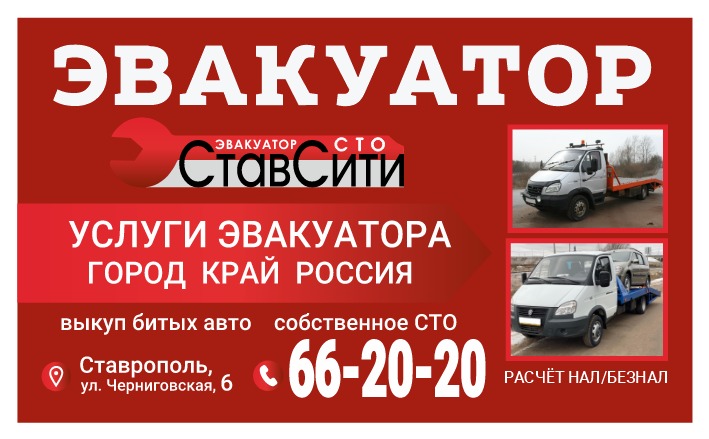 ЭВАКУАТОР
ЭВАКУАТОР СТО
СтавСити
УСЛУГИ ЭВАКУАТОРА
ГОРОД КРАЙ РОССИЯ
выкуп битых авто собственное СТО
Ставрополь,
ул. Черниговская, 6
66-20-20
РАСЧЁТ НАЛ/БЕЗНАЛ